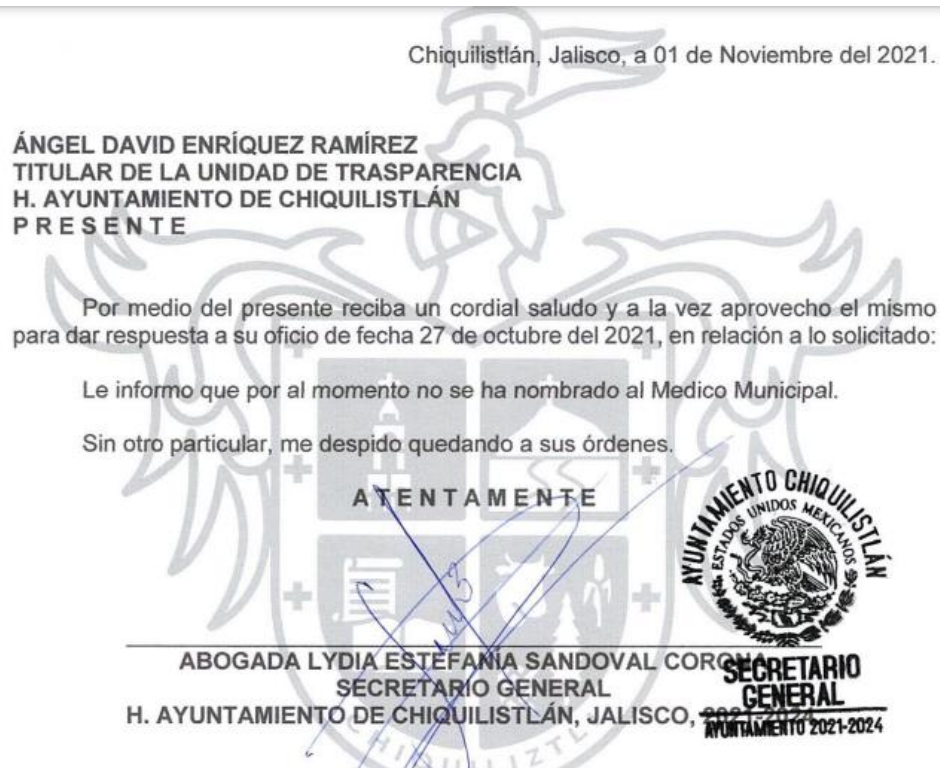 Chiquilistlán, Jalisco, a 01 de Noviembre del 2021.
ÁNGEL DAVID ENRÍQUEZ RAMÍREZ
TITULAR DE LA UNIDAD DE TRASPARENCIA
H. AYUNTAMIENTO DE CHIQUILISTLÁN
P R E S E N T E
Por medio del presente reciba un cordial saludo y a la vez aprovecho el mismo
para dar respuesta a su oficio de fecha 27 de octubre del 2021, en relación a lo solicitado:
Le informo que por al momento no se ha nombrado al Medico Municipal.
Sin otro particular, me despido quedando a sus órdenes.
A T E N T A M E N T E
AYUNTAMIENTO CHIQUILISTLÁN
ESTADOS UNIDOS MEXICANOS
ABOGADA LYDIA ESTEFANÍA SANDOVAL CORONA
SECRETARIO GENERAL
H. AYUNTAMIENTO DE CHIQUILISTLÁN, JALISCO, 2021-2024
SECRETARIO
GENERAL
AYUNTAMIENTO 2021-2024